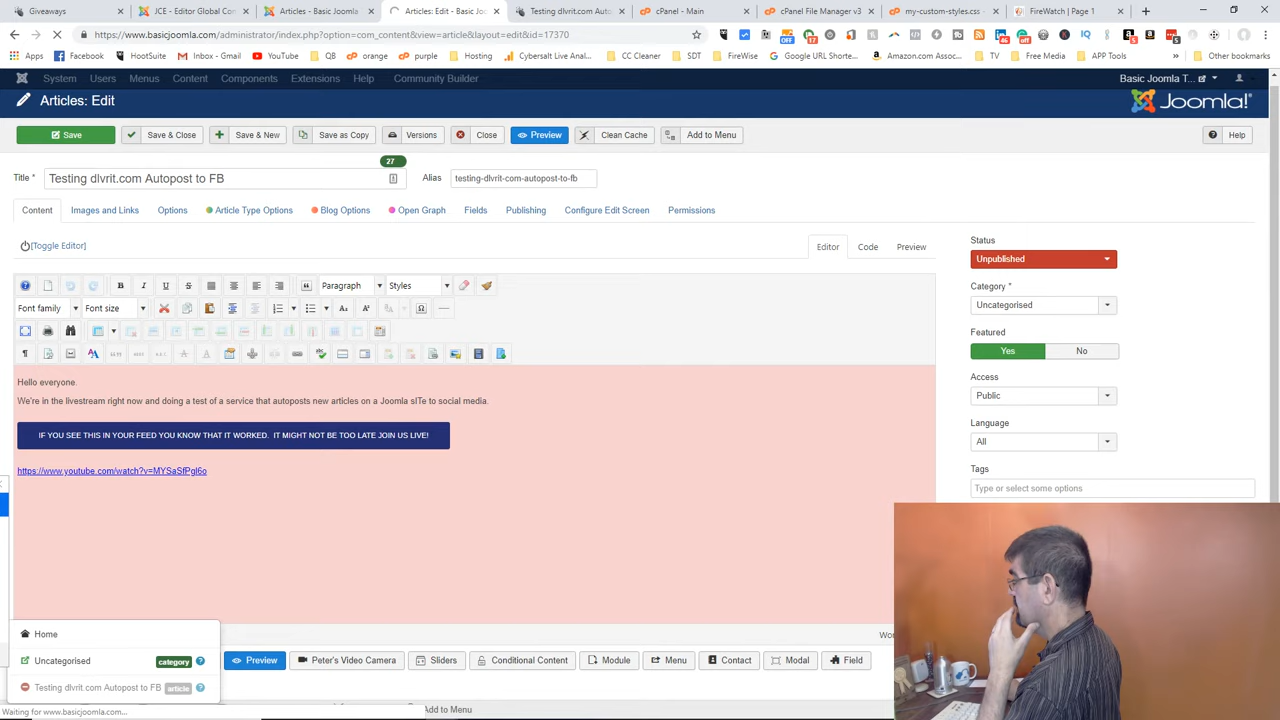 Giveaways
JCE - Editor Global Con
Articles - Basic Joomla
Articles: Edit - Basic Joo
Testing dlvrit.com Auto
cPanel - Main
cPanel File Manager v3
my-custom-styles.css -
FireWatch | Page 1
https://www.basicjoomla.com/administrator/index.php?option=com_content&view=article&layout=edit&id=17370
Facebook
HootSuite
Inbox - Gmail
YouTube
QB
orange
purple
Hosting
Cybersalt Live Anal...
CC Cleaner
SDT
FireWise
Google URL Shorte...
Amazon.com Asso...
TV
Free Media
APP Tools
»
Other bookmarks
System
Users
Menus
Content
Components
Extensions
Help
Community Builder
Basic Joomla T...
Articles: Edit
Joomla!®
Save
Save & Close
Save & New
Save as Copy
Versions
Close
Preview
Clean Cache
Add to Menu
Help
27
Title *
Testing dlvrit.com Autopost to FB
Alias
testing-dlvrit-com-autopost-to-fb
Content
Images and Links
Options
Article Type Options
Blog Options
Open Graph
Fields
Publishing
Configure Edit Screen
Permissions
[Toggle Editor]
Editor
Code
Preview
Paragraph
Styles
Font family
Font size
Hello everyone.
We're in the livestream right now and doing a test of a service that autoposts new articles on a Joomla sITe to social media.
IF YOU SEE THIS IN YOUR FEED YOU KNOW THAT IT WORKED. IT MIGHT NOT BE TOO LATE JOIN US LIVE!
https://www.youtube.com/watch?v=MYSaSfPgl6o
Status
Unpublished
Category *
Uncategorised
Featured
Yes
No
Access
Public
Language
All
Tags
Type or select some options
Home
Uncategorised
category
Testing dlvrit com Autopost to FB
article
Preview
Peter's Video Camera
Sliders
Conditional Content
Module
Menu
Contact
Modal
Field
Add to Menu
Waiting for www.basicjoomla.com...